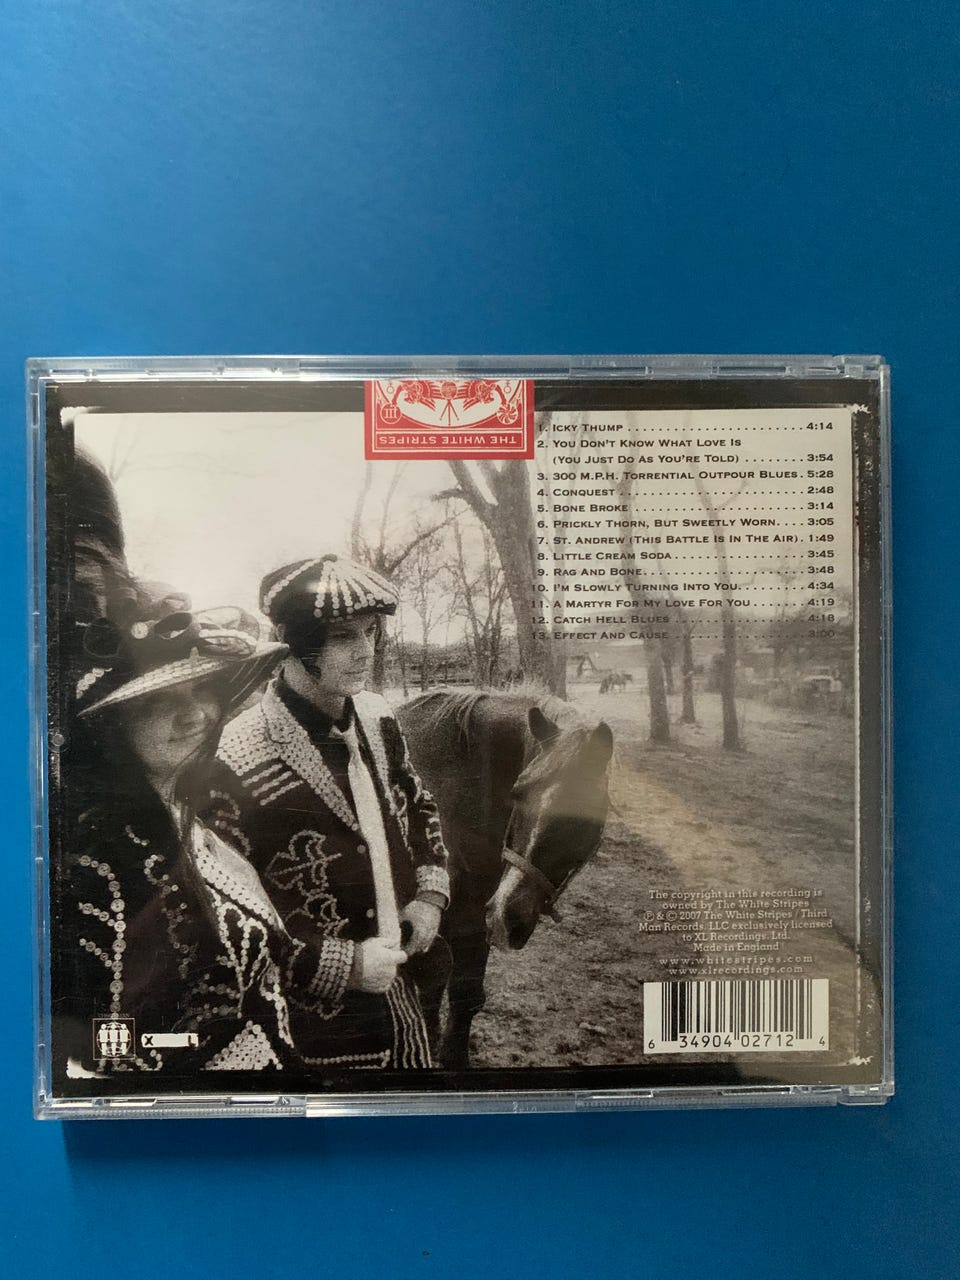 THE WHITE STRIPES
III
1. Icky Thump . . . . . . . . . . . . . . . . . . . . . . 4:14
2. You Don't Know What Love Is
(You Just Do As You're Told) . . . . . . . . 3:54
3. 300 M.P.H. Torrential Outpour Blues . 5:28
4. Conquest . . . . . . . . . . . . . . . . . . . . . . . 2:48
5. Bone Broke . . . . . . . . . . . . . . . . . . . . . 3:14
6. Prickly Thorn, But Sweetly Worn. . . . 3:05
7. St. Andrew (This Battle Is In The Air) . 1:49
8. Little Cream Soda . . . . . . . . . . . . . . . . 3:45
9. Rag And Bone. . . . . . . . . . . . . . . . . . . . 3:48
10. I'm Slowly Turning Into You. . . . . . . . . 4:34
11. A Martyr For My Love For You . . . . . . . 4:19
12. Catch Hell Blues . . . . . . . . . . . . . . . . . 4:18
13. Effect And Cause . . . . . . . . . . . . . . . . . 3:00
The copyright in this recording is
owned by The White Stripes
℗ & © 2007 The White Stripes / Third
Man Records, LLC exclusively licensed
to XL Recordings, Ltd.
Made in England
www.whitestripes.com
www.xlrecordings.com
X L
6 34904 02712 4